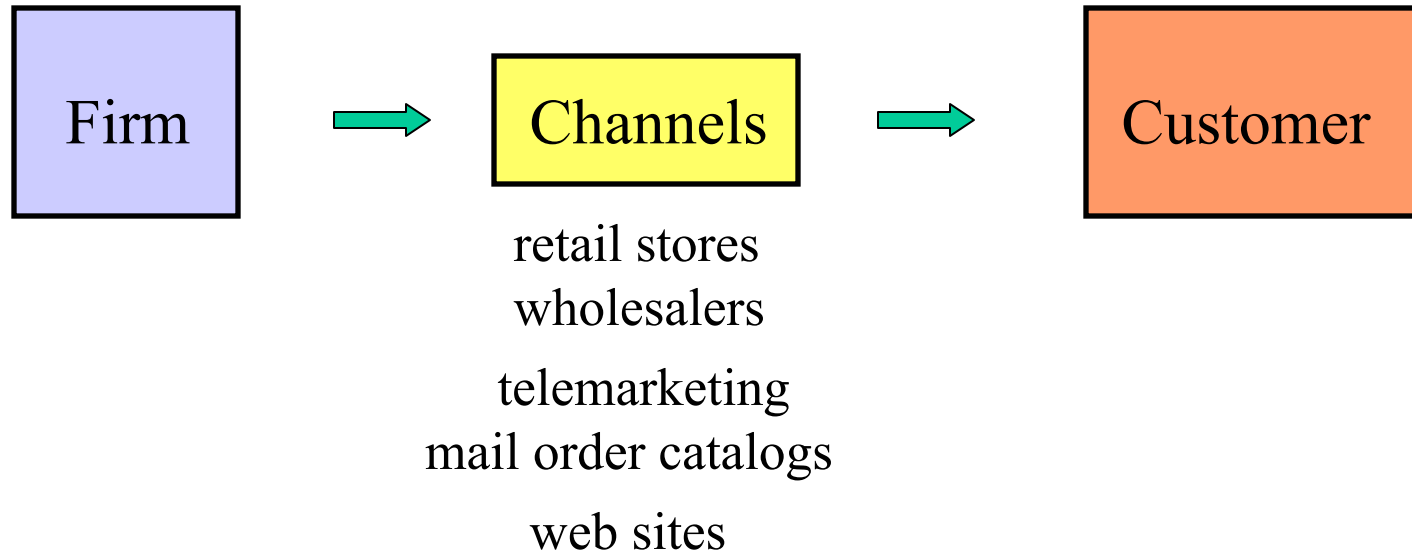 Firm
Channels
Customer
retail stores
wholesalers
telemarketing
mail order catalogs
web sites